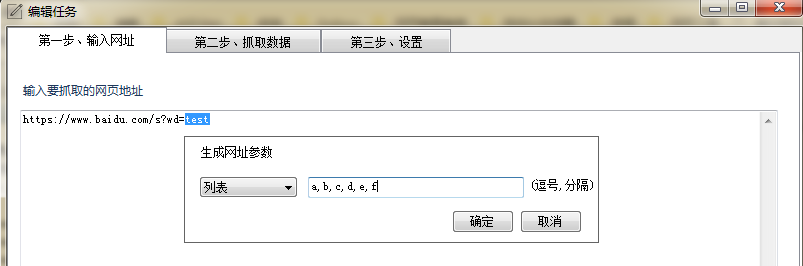 编辑任务
第一步、输入网址
第二步、抓取数据
第三步、设置
输入要抓取的网页地址
https://www.baidu.com/s?wd=test
生成网址参数
列表
a,b,c,d,e,f
(逗号,分隔)
确定
取消